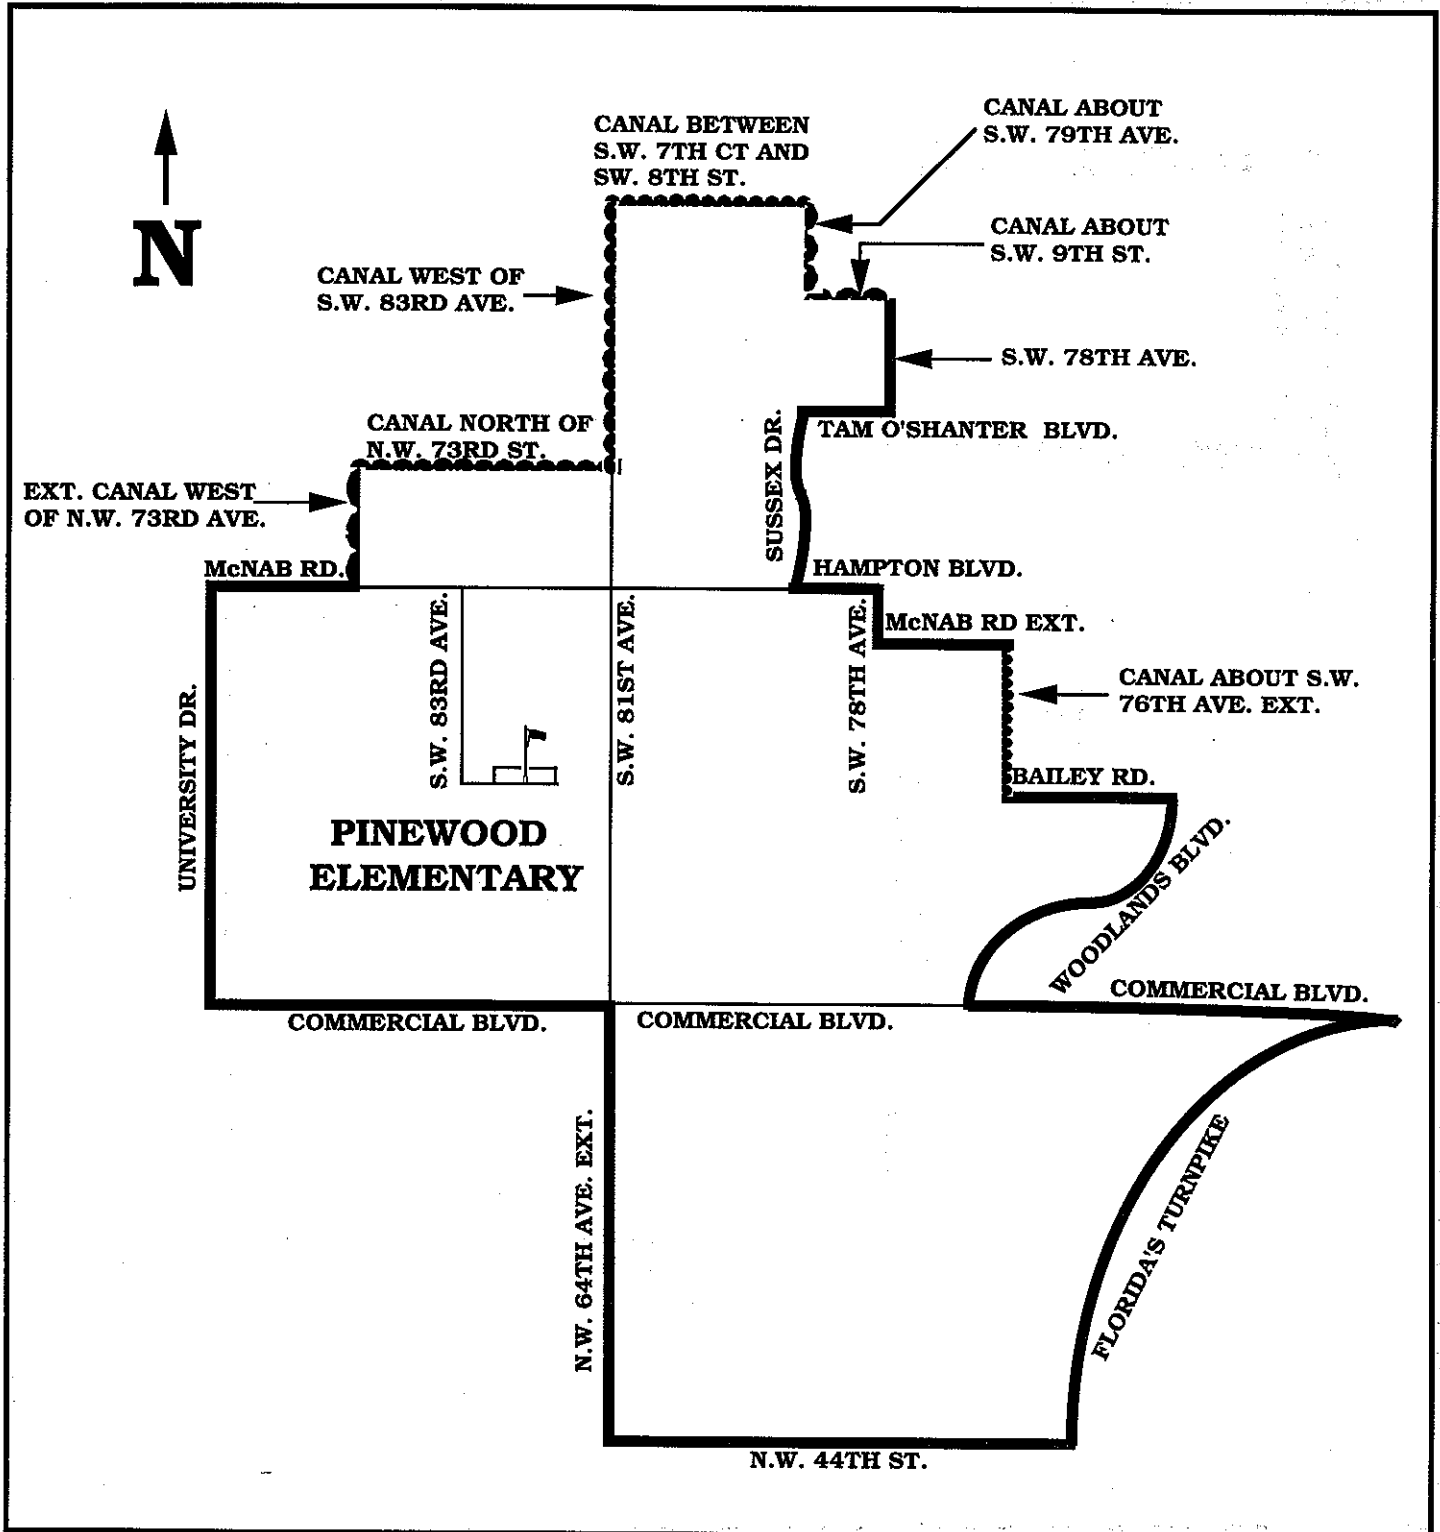 CANAL ABOUT
S.W. 79TH AVE.
CANAL BETWEEN
S.W. 7TH CT AND
SW. 8TH ST.
N
CANAL ABOUT
S.W. 9TH ST.
CANAL WEST OF
S.W. 83RD AVE.
S.W. 78TH AVE.
CANAL NORTH OF
N.W. 73RD ST.
SUSSEX DR.
TAM O'SHANTER BLVD.
EXT. CANAL WEST
OF N.W. 73RD AVE.
McNAB RD.
HAMPTON BLVD.
S.W. 83RD AVE.
S.W. 81ST AVE.
S.W. 78TH AVE.
McNAB RD EXT.
CANAL ABOUT S.W.
76TH AVE. EXT.
UNIVERSITY DR.
BAILEY RD.
PINEWOOD
ELEMENTARY
WOODLANDS BLVD.
COMMERCIAL BLVD.
COMMERCIAL BLVD.
COMMERCIAL BLVD.
N.W. 64TH AVE. EXT.
FLORIDA'S TURNPIKE
N.W. 44TH ST.